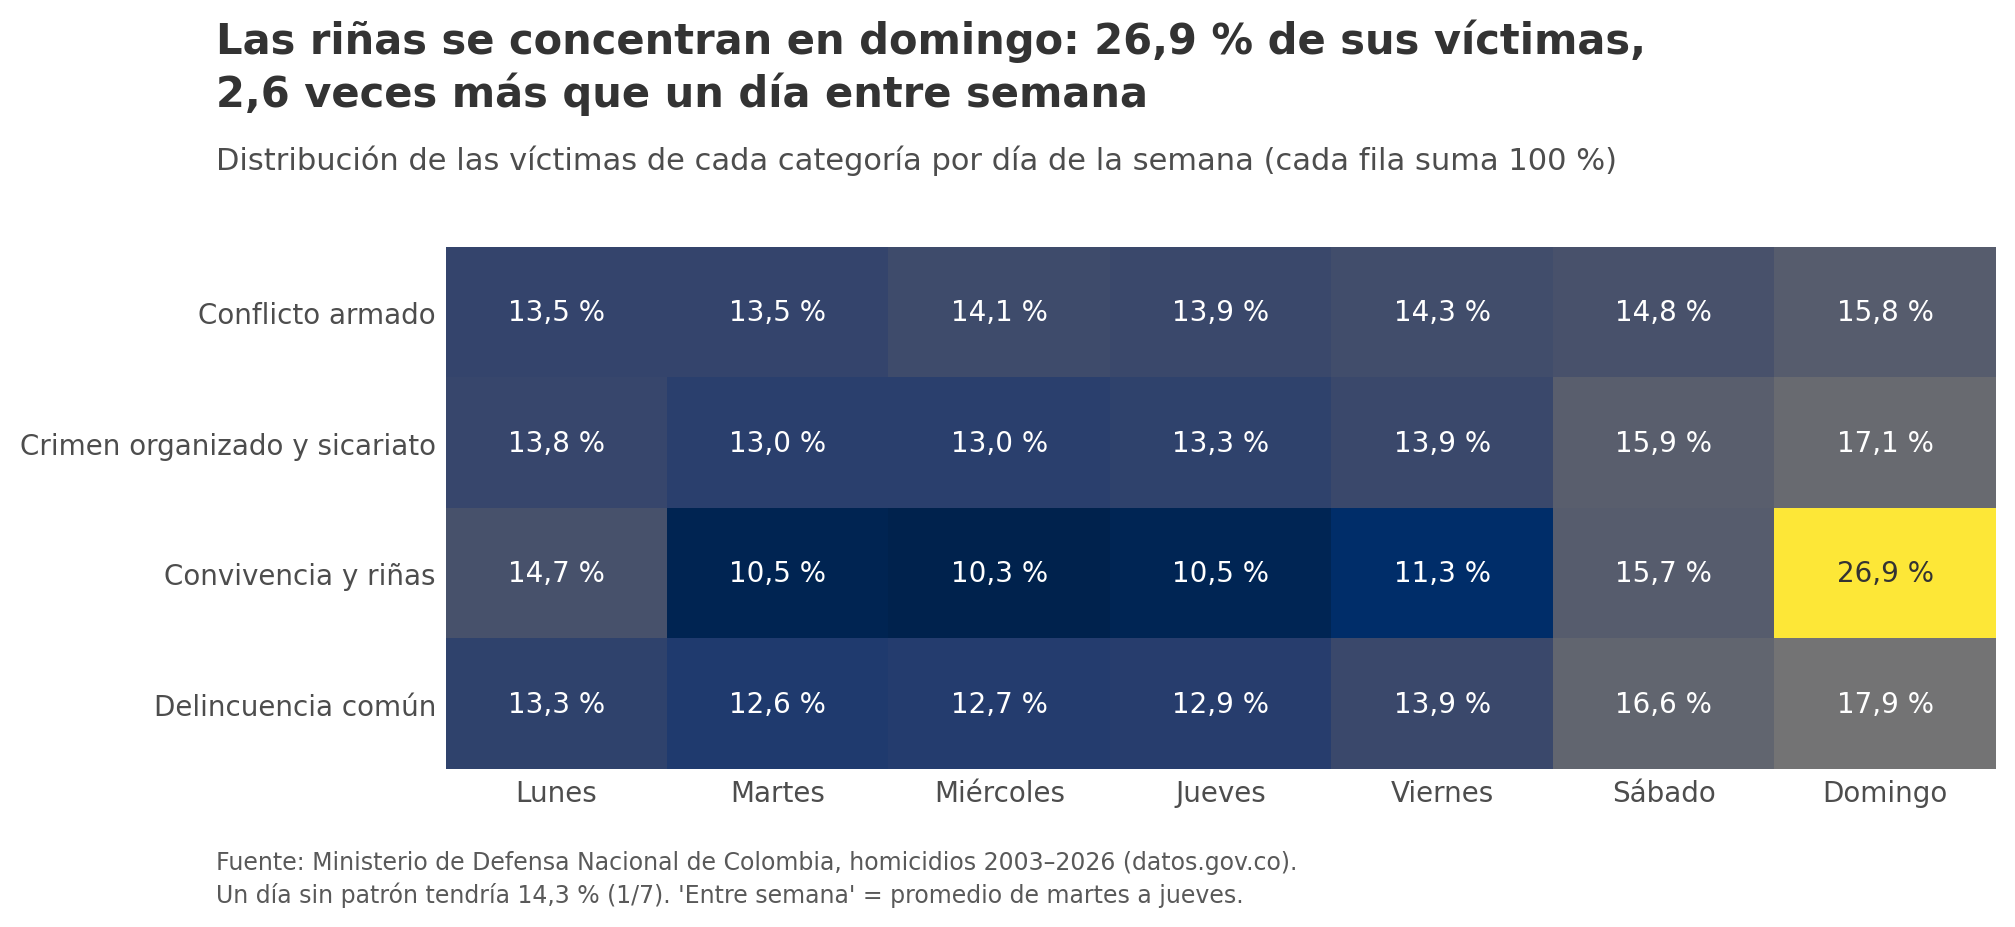 Las riñas se concentran en domingo: 26,9 % de sus víctimas,
2,6 veces más que un día entre semana
Distribución de las víctimas de cada categoría por día de la semana (cada fila suma 100 %)
Conflicto armado 13,5 % 13,5 % 14,1 % 13,9 % 14,3 % 14,8 % 15,8 %
Crimen organizado y sicariato 13,8 % 13,0 % 13,0 % 13,3 % 13,9 % 15,9 % 17,1 %
Convivencia y riñas 14,7 % 10,5 % 10,3 % 10,5 % 11,3 % 15,7 % 26,9 %
Delincuencia común 13,3 % 12,6 % 12,7 % 12,9 % 13,9 % 16,6 % 17,9 %
Lunes Martes Miércoles Jueves Viernes Sábado Domingo
Fuente: Ministerio de Defensa Nacional de Colombia, homicidios 2003–2026 (datos.gov.co).
Un día sin patrón tendría 14,3 % (1/7). 'Entre semana' = promedio de martes a jueves.